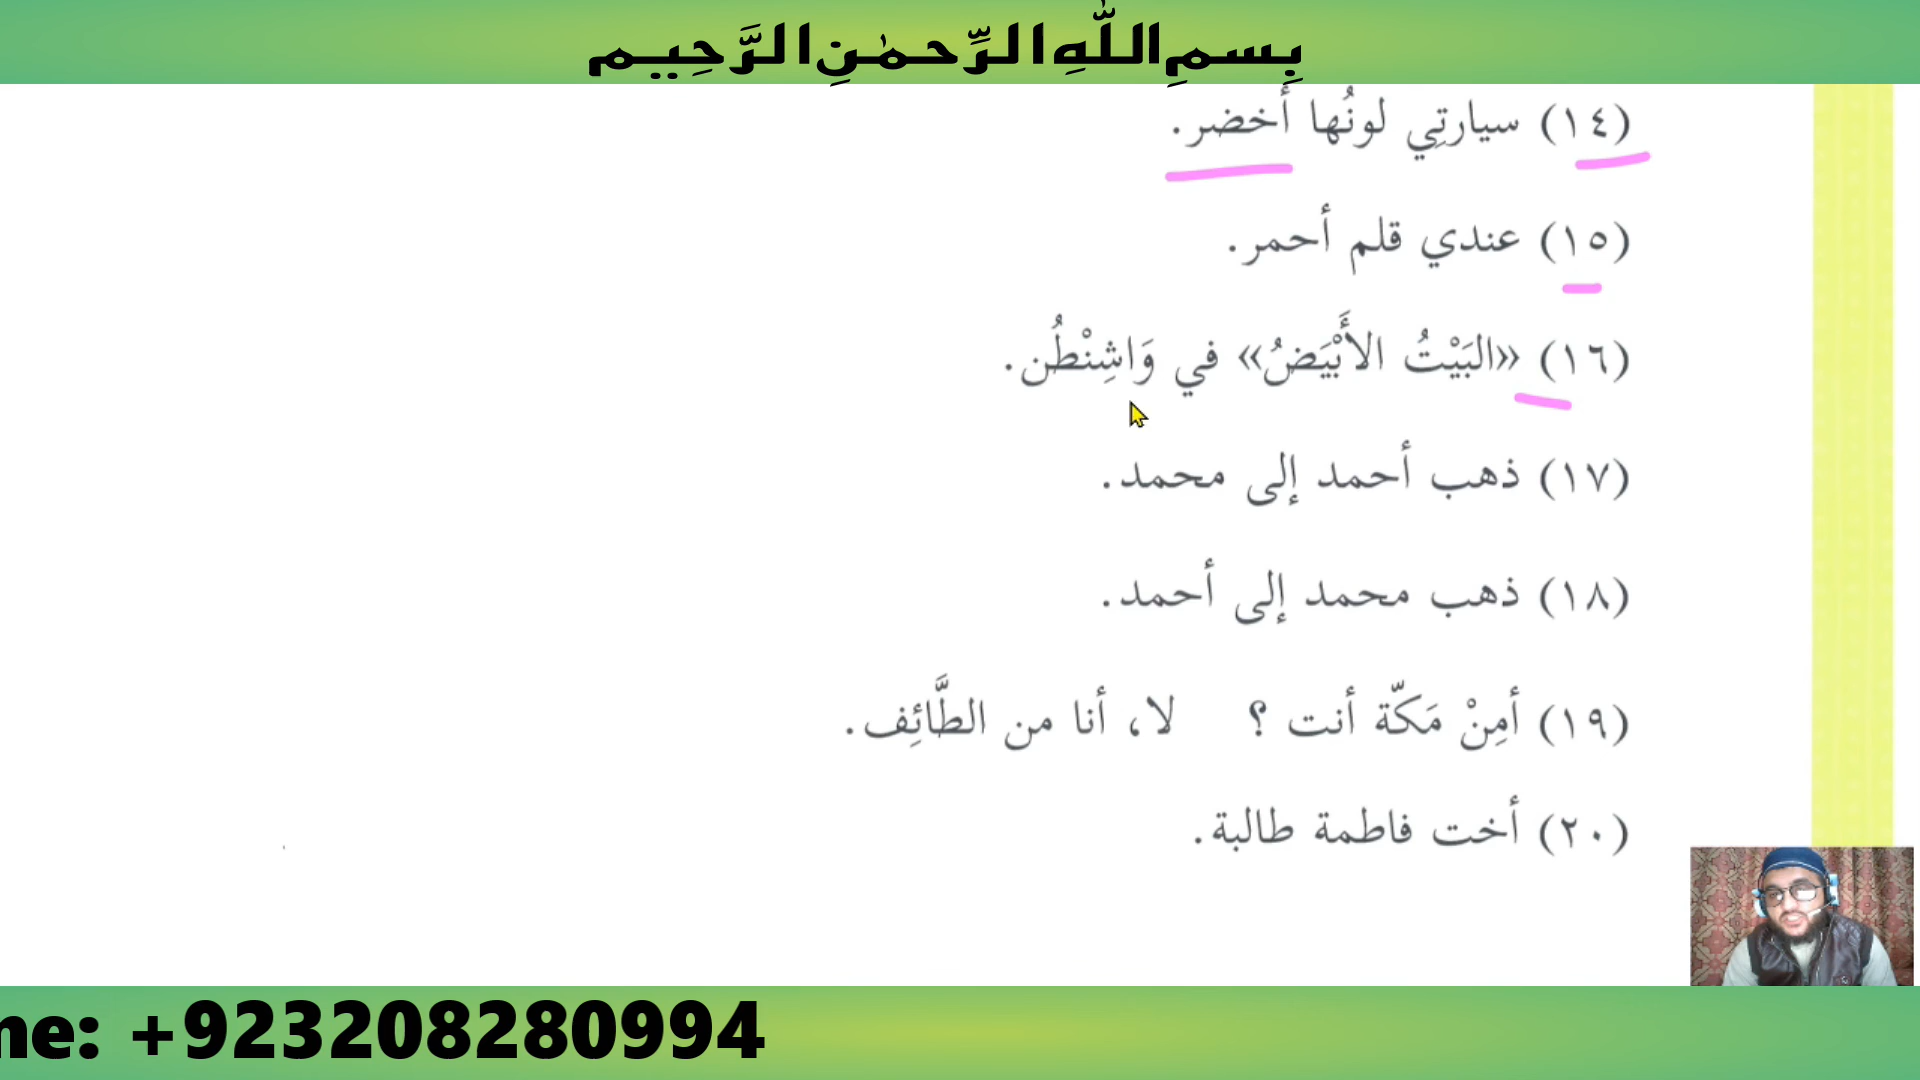 بِسمِ اللّٰهِ الرَّحمٰنِ الرَّحِيم
(١٤) سيارتِي لونُها أَخضر.
(١٥) عندي قلم أحمر.
(١٦) «البَيْتُ الأَبْيَضُ» في وَاشِنْطُن.
(١٧) ذهب أحمد إلى محمد.
(١٨) ذهب محمد إلى أحمد.
(١٩) أمِنْ مَكّة أنت ؟ لا، أنا من الطَّائِف.
(٢٠) أخت فاطمة طالبة.
ne: +923208280994